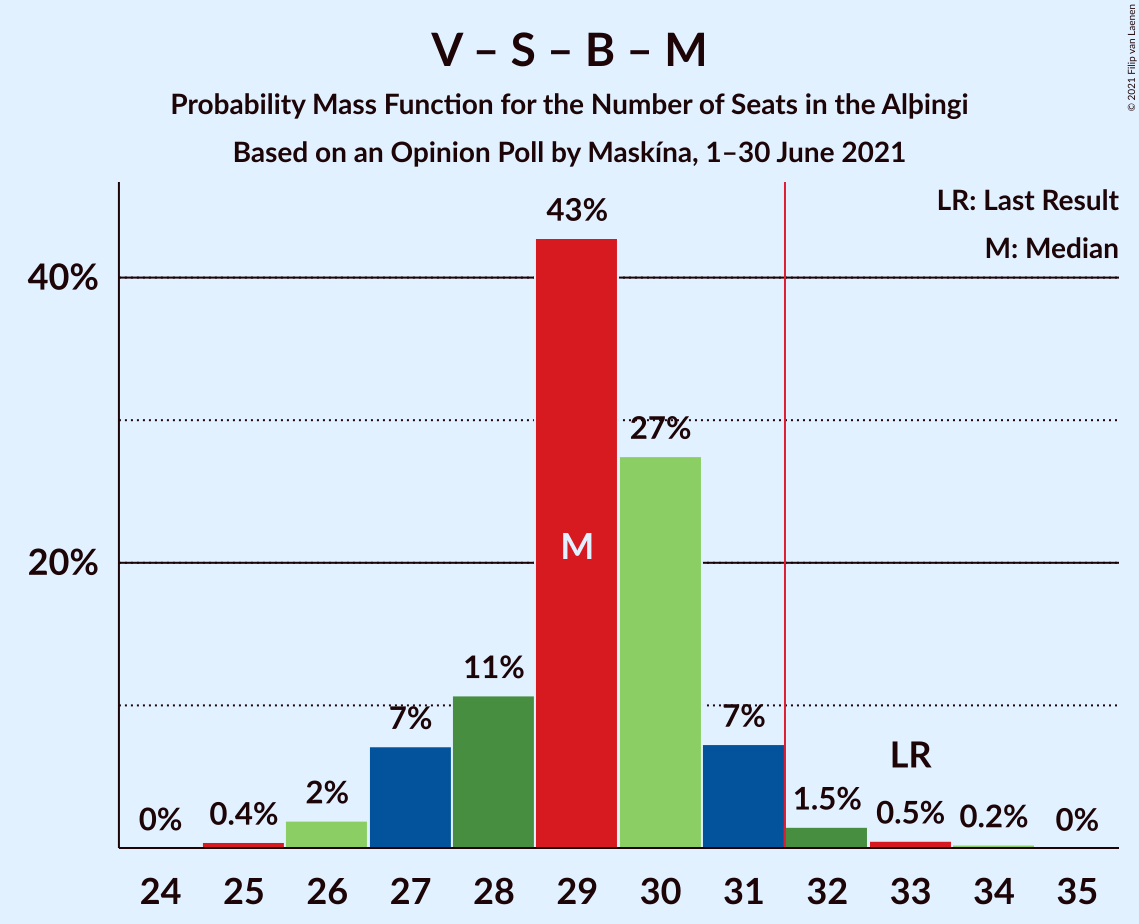 V – S – B – M
Probability Mass Function for the Number of Seats in the Alþingi
Based on an Opinion Poll by Maskína, 1–30 June 2021
© 2021 Filip van Laenen
LR: Last Result
M: Median
43%
40%
27%
M
20%
11%
7%
7%
LR
2%
1.5%
0%
0.4%
0.5%
0.2%
0%
24 25 26 27 28 29 30 31 32 33 34 35